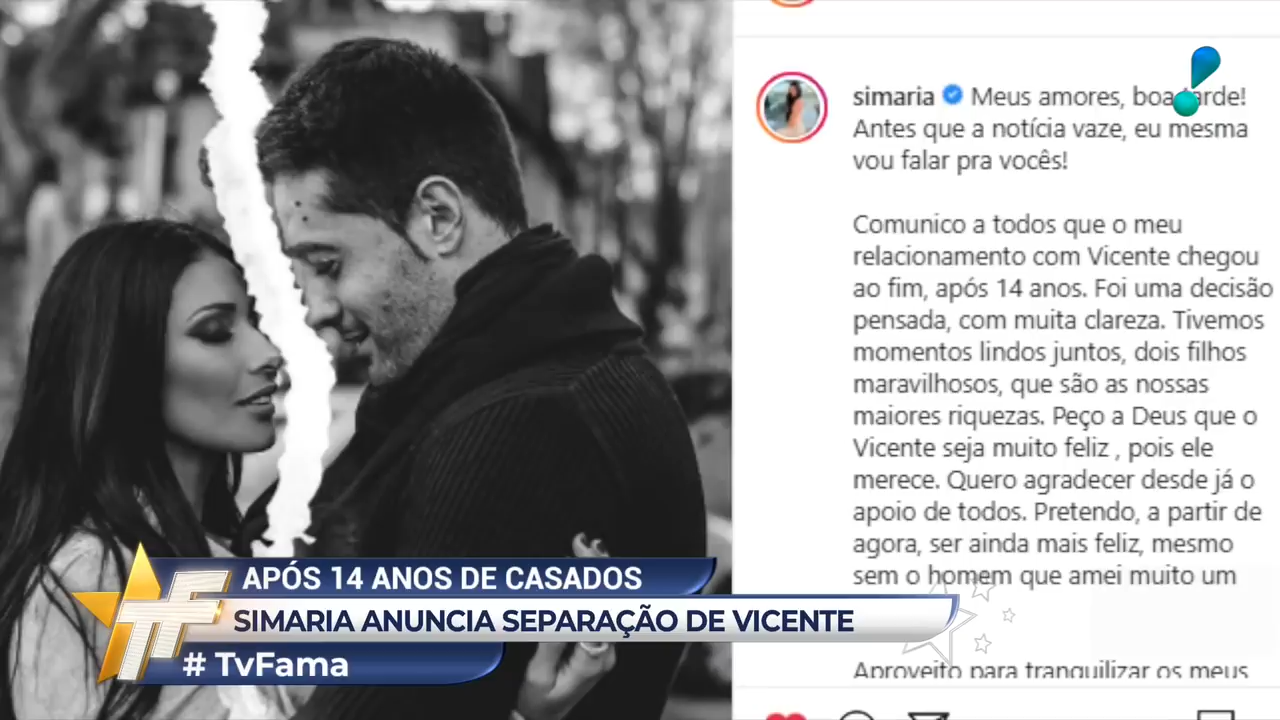 simaria Meus amores, boa tarde!
Antes que a notícia vaze, eu mesma
vou falar pra vocês!
Comunico a todos que o meu
relacionamento com Vicente chegou
ao fim, após 14 anos. Foi uma decisão
pensada, com muita clareza. Tivemos
momentos lindos juntos, dois filhos
maravilhosos, que são as nossas
maiores riquezas. Peço a Deus que o
Vicente seja muito feliz , pois ele
merece. Quero agradecer desde já o
apoio de todos. Pretendo, a partir de
agora, ser ainda mais feliz, mesmo
sem o homem que amei muito um
Aproveito para tranquilizar os meus
APÓS 14 ANOS DE CASADOS
SIMARIA ANUNCIA SEPARAÇÃO DE VICENTE
TF
# TvFama